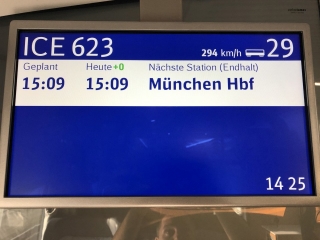 ICE 623 294 km/h 29
Geplant Heute +0 Nächste Station (Endhalt)
15:09 15:09 München Hbf
14 25